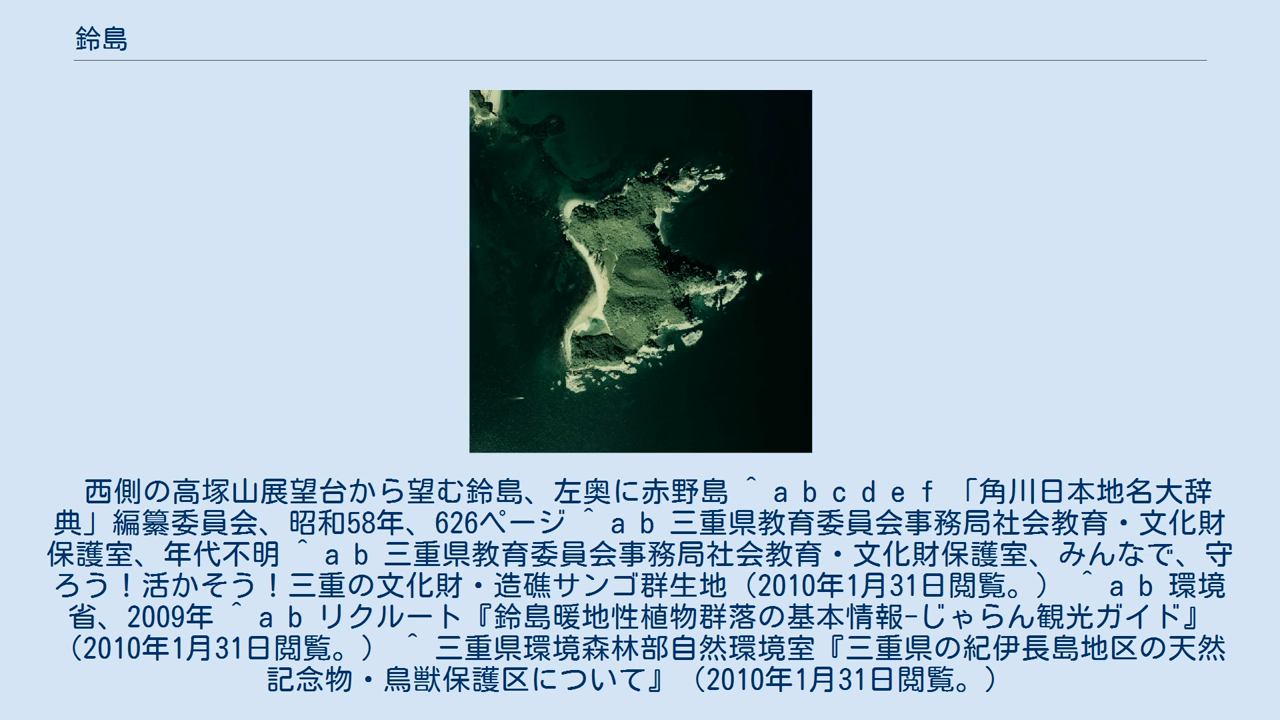 鈴島
西側の高塚山展望台から望む鈴島、左奥に赤野島 ^ a b c d e f 「角川日本地名大辞
典」編纂委員会、昭和58年、626ページ ^ a b 三重県教育委員会事務局社会教育・文化財
保護室、年代不明 ^ a b 三重県教育委員会事務局社会教育・文化財保護室、みんなで、守
ろう！活かそう！三重の文化財・造礁サンゴ群生地（2010年1月31日閲覧。） ^ a b 環境
省、2009年 ^ a b リクルート『鈴島暖地性植物群落の基本情報-じゃらん観光ガイド』
（2010年1月31日閲覧。） ^ 三重県環境森林部自然環境室『三重県の紀伊長島地区の天然
記念物・鳥獣保護区について』（2010年1月31日閲覧。）